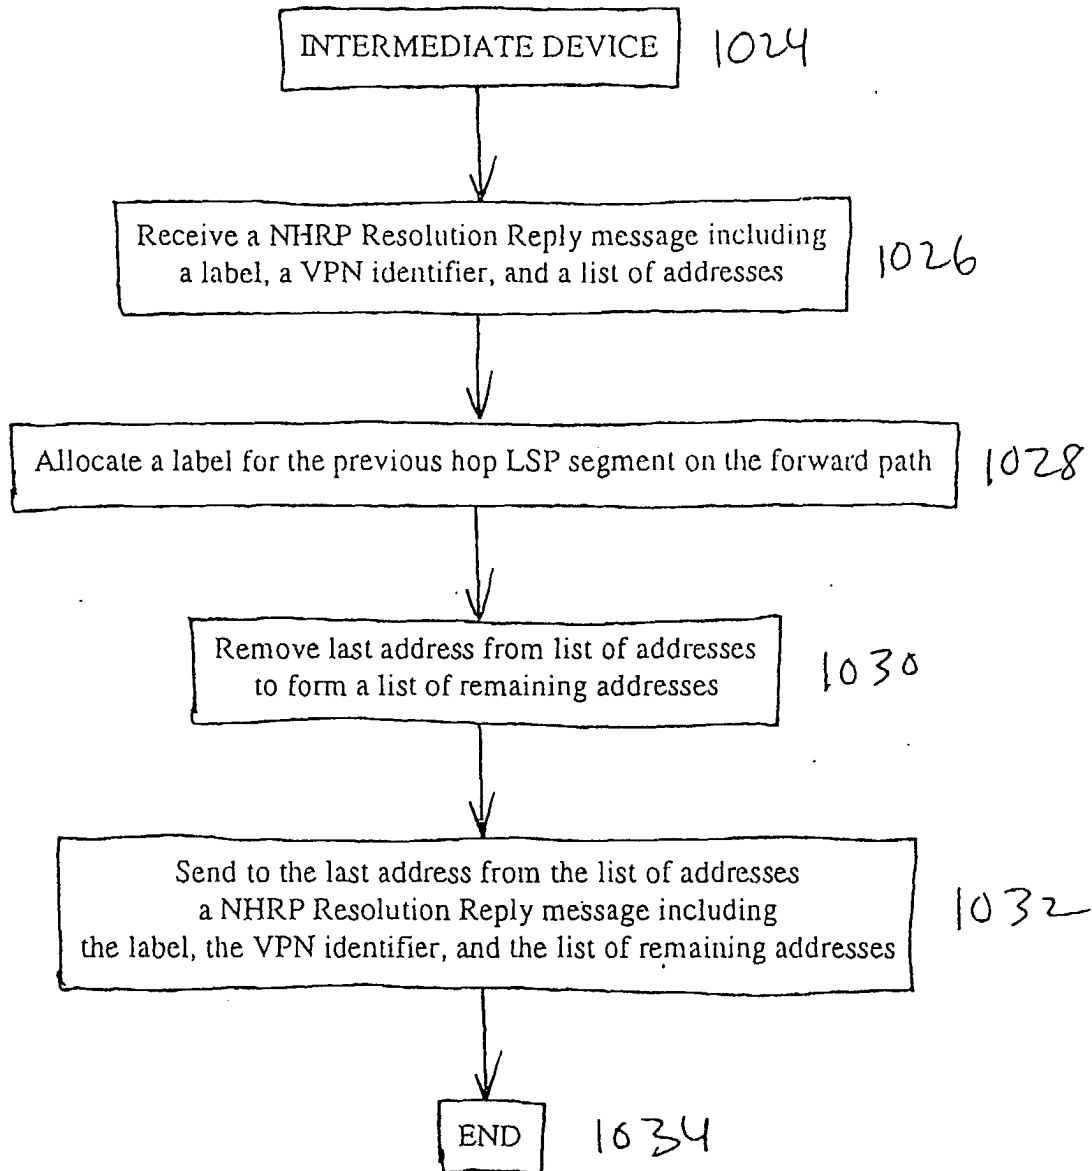 INTERMEDIATE DEVICE 1024
Receive a NHRP Resolution Reply message including
a label, a VPN identifier, and a list of addresses
1026
Allocate a label for the previous hop LSP segment on the forward path 1028
Remove last address from list of addresses
to form a list of remaining addresses
1030
Send to the last address from the list of addresses
a NHRP Resolution Reply message including
the label, the VPN identifier, and the list of remaining addresses
1032
END 1034